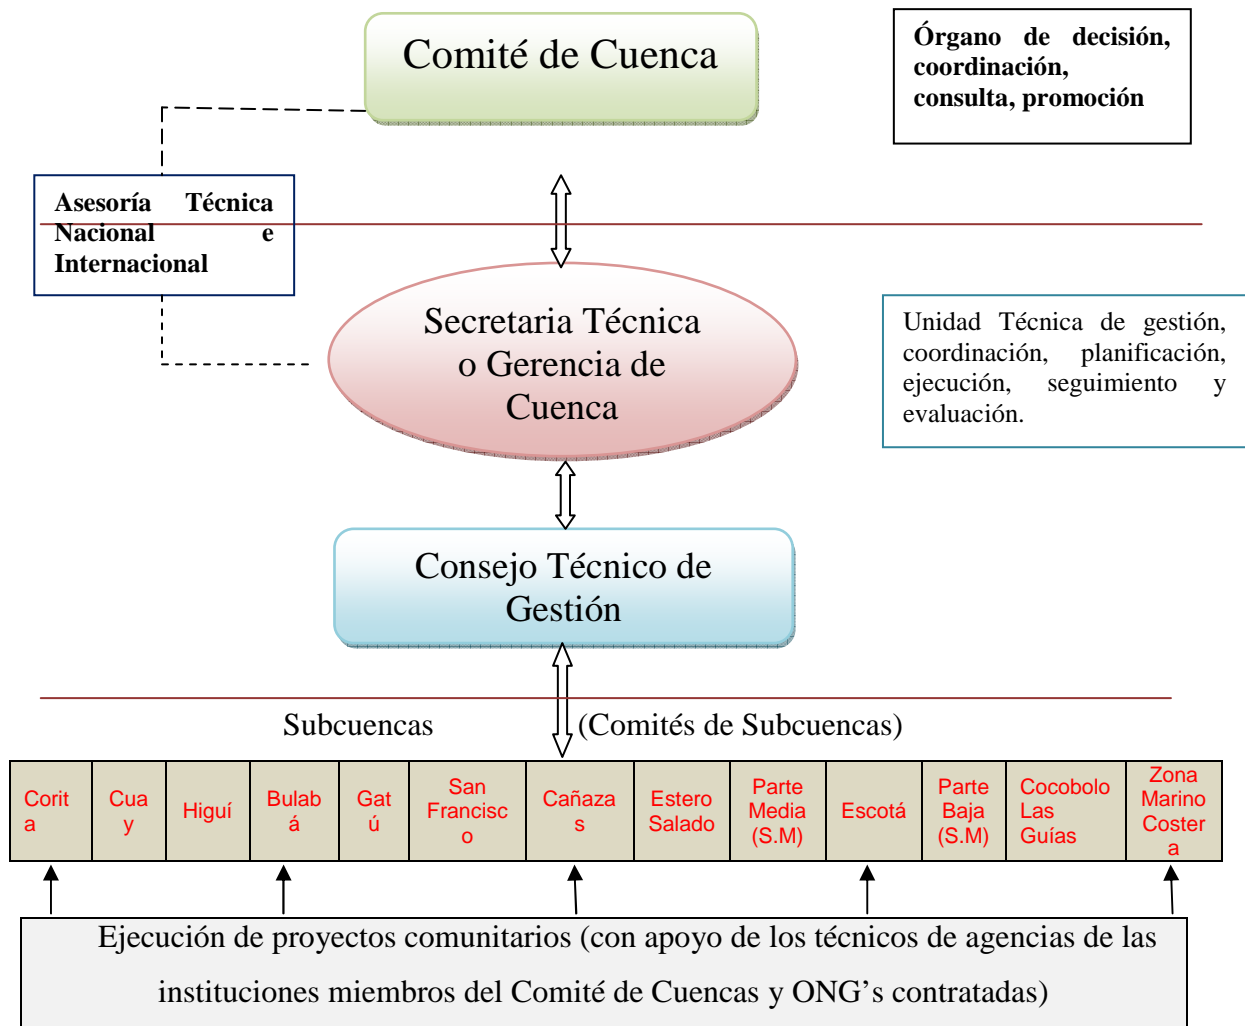 Comité de Cuenca
Órgano de decisión,
coordinación,
consulta, promoción
Asesoría Técnica
Nacional e
Internacional
Secretaria Técnica
o Gerencia de
Cuenca
Unidad Técnica de gestión,
coordinación, planificación,
ejecución, seguimiento y
evaluación.
Consejo Técnico de
Gestión
Subcuencas (Comités de Subcuencas)
Corit
a
Cua
y
Higuí
Bulab
á
Gat
ú
San
Francisc
o
Cañaza
s
Estero
Salado
Parte
Media
(S.M)
Escotá
Parte
Baja
(S.M)
Cocobolo
Las
Guías
Zona
Marino
Coster
a
Ejecución de proyectos comunitarios (con apoyo de los técnicos de agencias de las
instituciones miembros del Comité de Cuencas y ONG's contratadas)